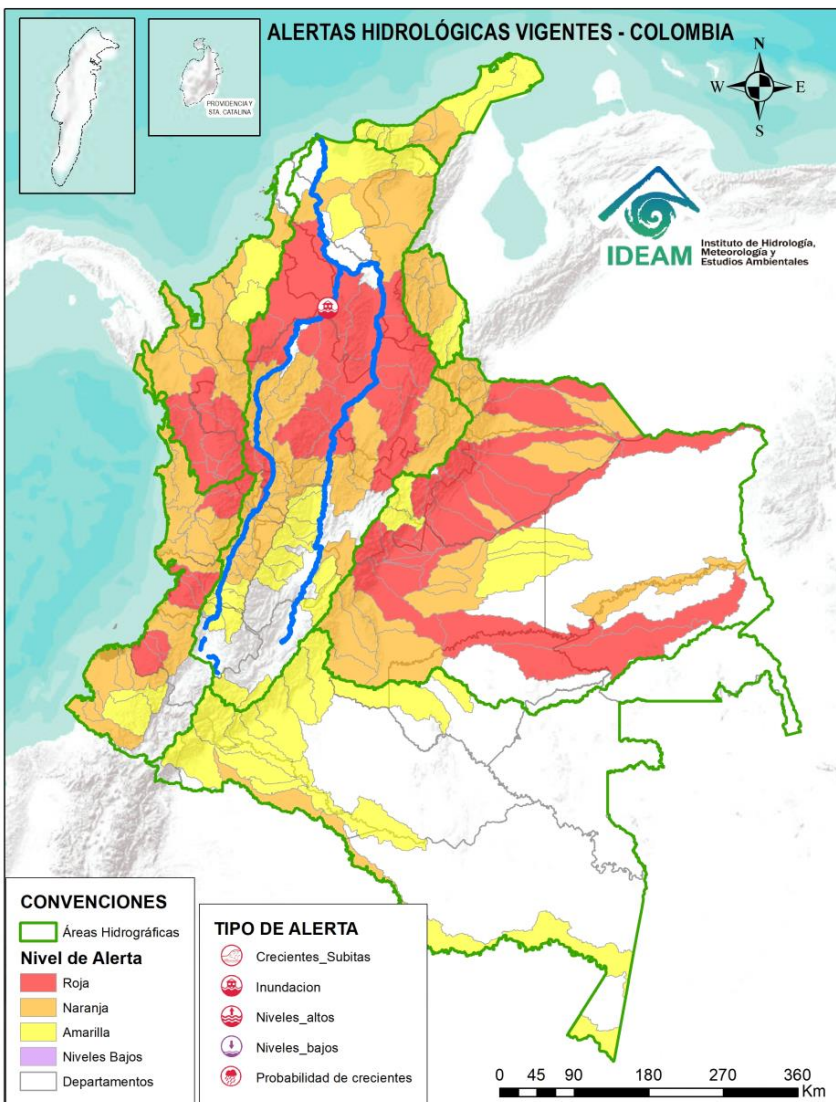 ALERTAS HIDROLÓGICAS VIGENTES - COLOMBIA
PROVIDENCIA Y
STA. CATALINA
N
W E
S
IDEAM
Instituto de Hidrología,
Meteorología y
Estudios Ambientales
CONVENCIONES
Áreas Hidrográficas
Nivel de Alerta
Roja
Naranja
Amarilla
Niveles Bajos
Departamentos
TIPO DE ALERTA
Crecientes_Subitas
Inundacion
Niveles_altos
Niveles_bajos
Probabilidad de crecientes
0 45 90 180 270 360
Km